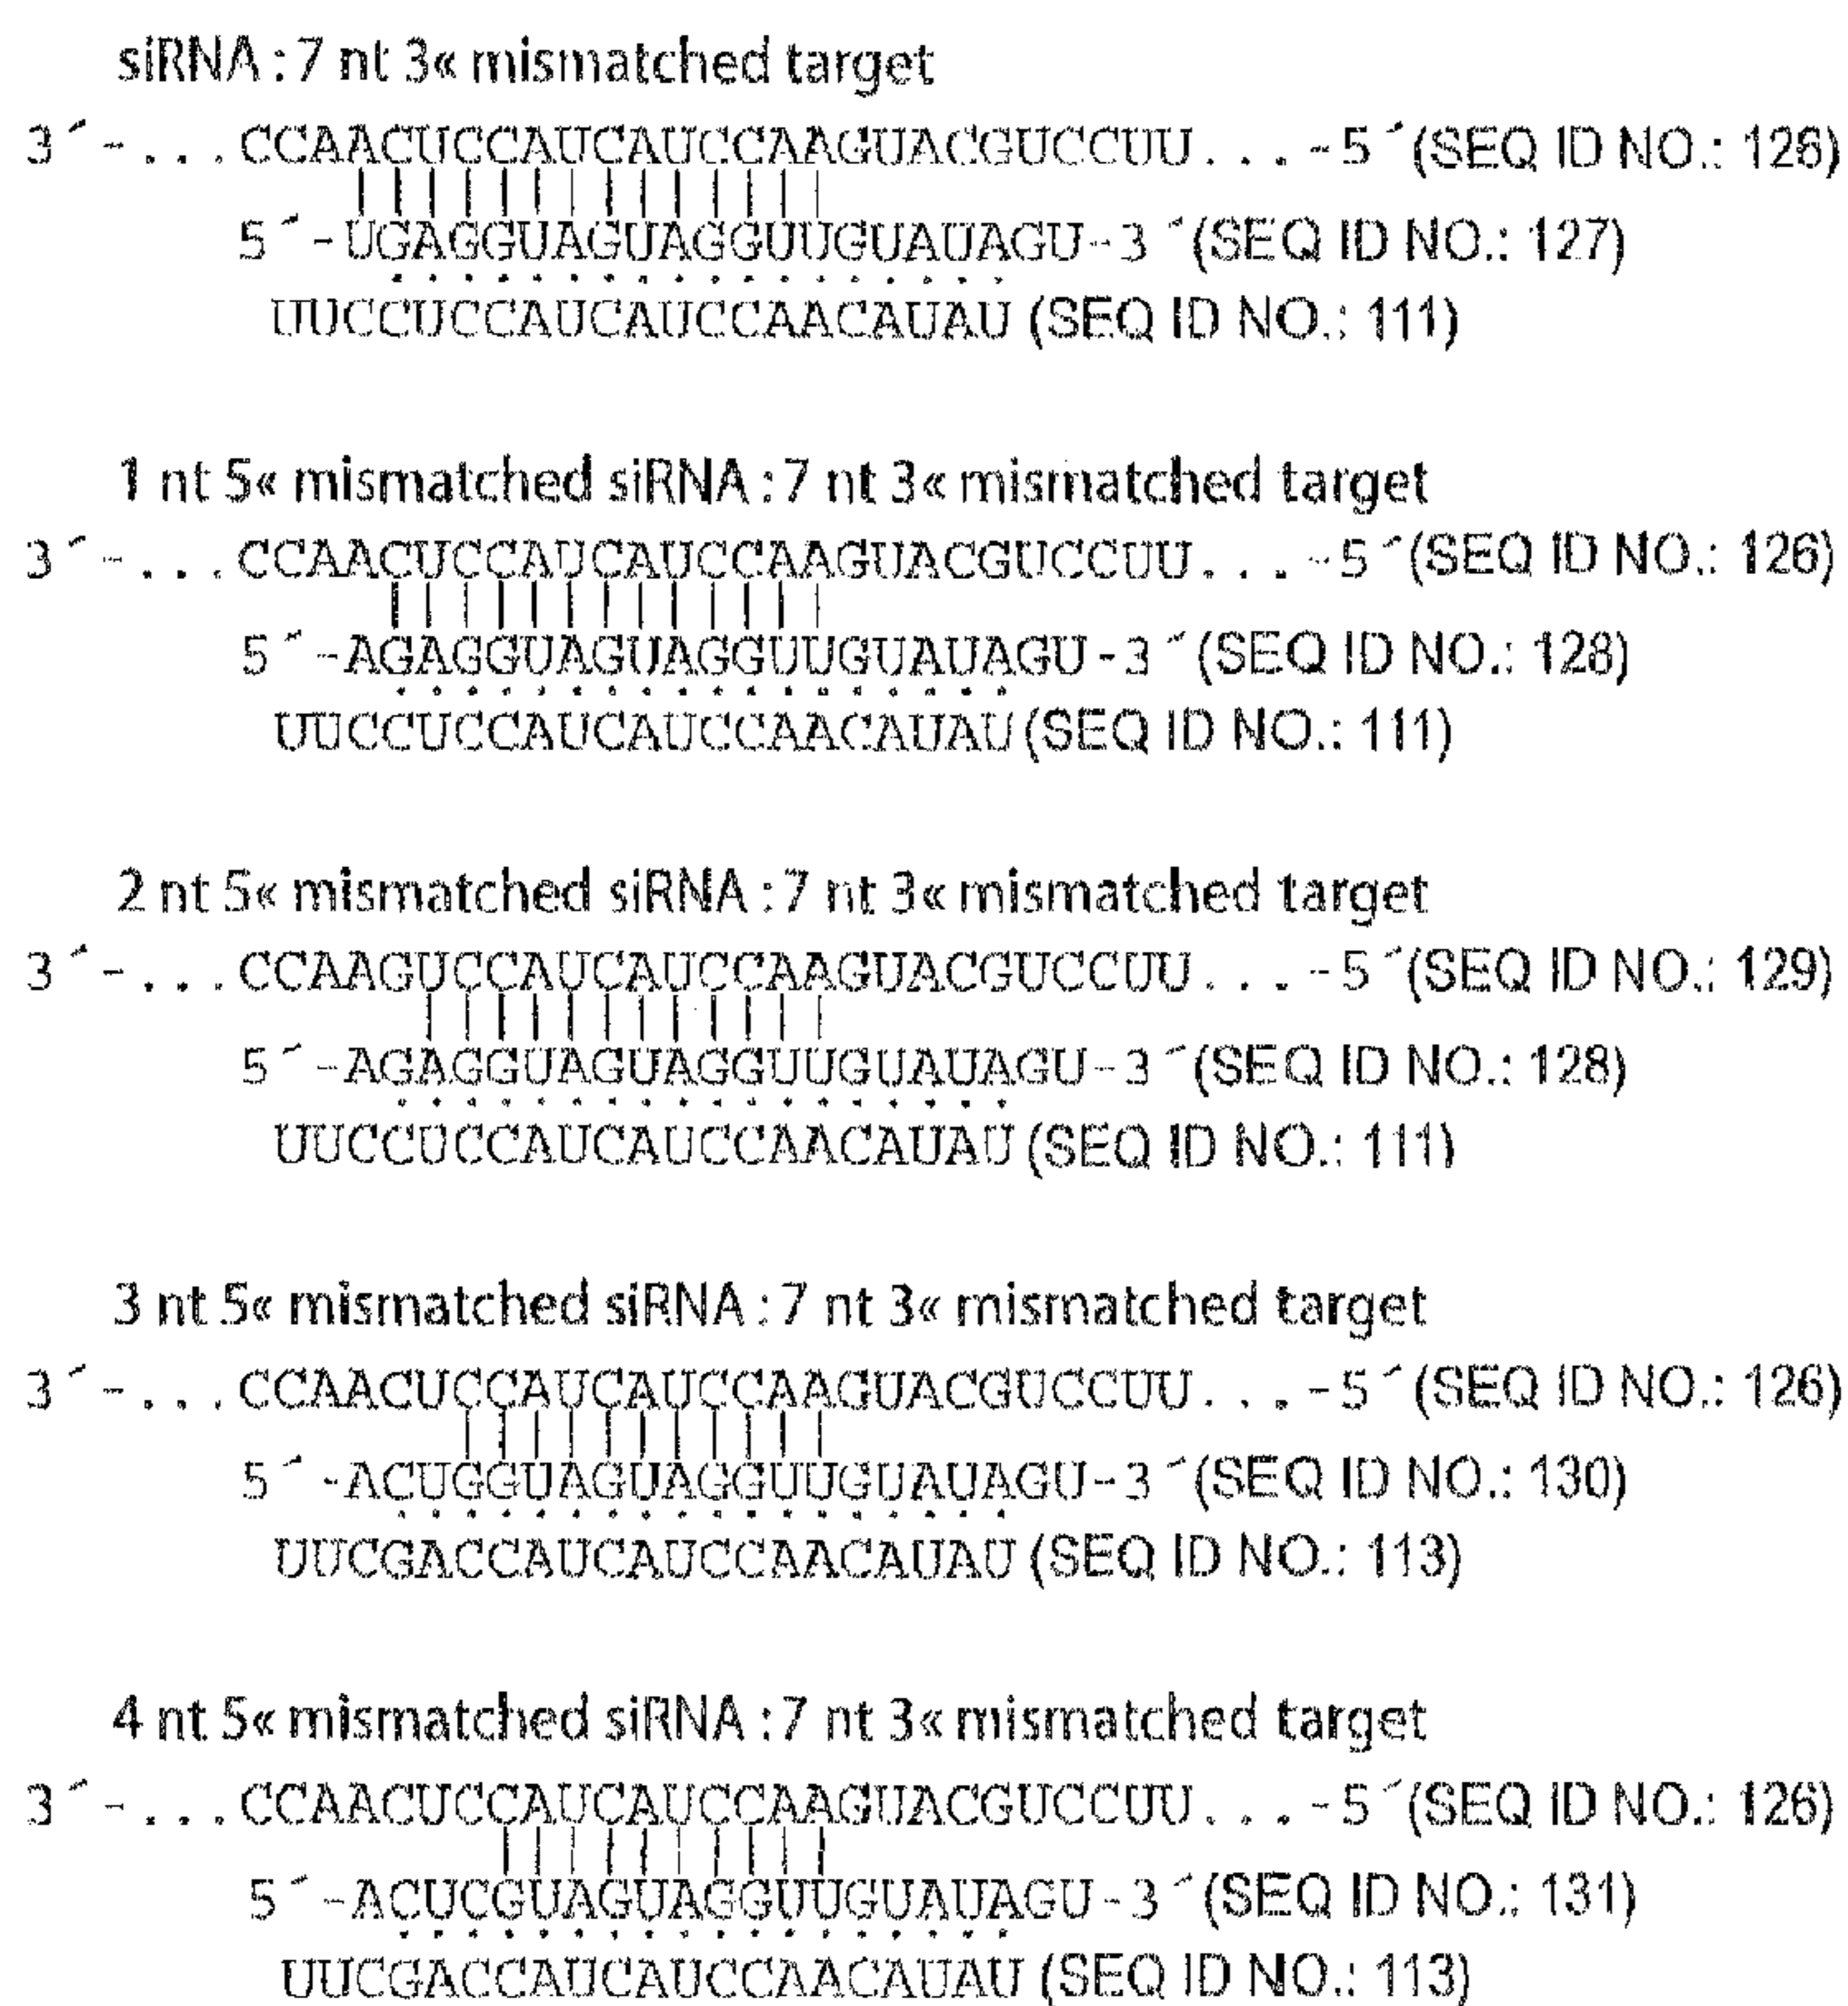 siRNA : 7 nt 3« mismatched target
3´-...CCAACUCCAUCAUCCAAGUACGUCCUU...-5´(SEQ ID NO.: 126)
5´-UGAGGUAGUAGGUUGUAUAGU-3´(SEQ ID NO.: 127)
UUCCUCCAUCAUCCAACAUAU (SEQ ID NO.: 111)
1 nt 5« mismatched siRNA : 7 nt 3« mismatched target
3´-...CCAACUCCAUCAUCCAAGUACGUCCUU...-5´(SEQ ID NO.: 126)
5´-AGAGGUAGUAGGUUGUAUAGU-3´(SEQ ID NO.: 128)
UUCCUCCAUCAUCCAACAUAU (SEQ ID NO.: 111)
2 nt 5« mismatched siRNA : 7 nt 3« mismatched target
3´-...CCAAGUCCAUCAUCCAAGUACGUCCUU...-5´(SEQ ID NO.: 129)
5´-AGAGGUAGUAGGUUGUAUAGU-3´(SEQ ID NO.: 128)
UUCCUCCAUCAUCCAACAUAU (SEQ ID NO.: 111)
3 nt 5« mismatched siRNA : 7 nt 3« mismatched target
3´-...CCAACUCCAUCAUCCAAGUACGUCCUU...-5´(SEQ ID NO.: 126)
5´-ACUGGUAGUAGGUUGUAUAGU-3´(SEQ ID NO.: 130)
UUCGACCAUCAUCCAACAUAU (SEQ ID NO.: 113)
4 nt 5« mismatched siRNA : 7 nt 3« mismatched target
3´-...CCAACUCCAUCAUCCAAGUACGUCCUU...-5´(SEQ ID NO.: 126)
5´-ACUCGUAGUAGGUUGUAUAGU-3´(SEQ ID NO.: 131)
UUCGACCAUCAUCCAACAUAU (SEQ ID NO.: 113)